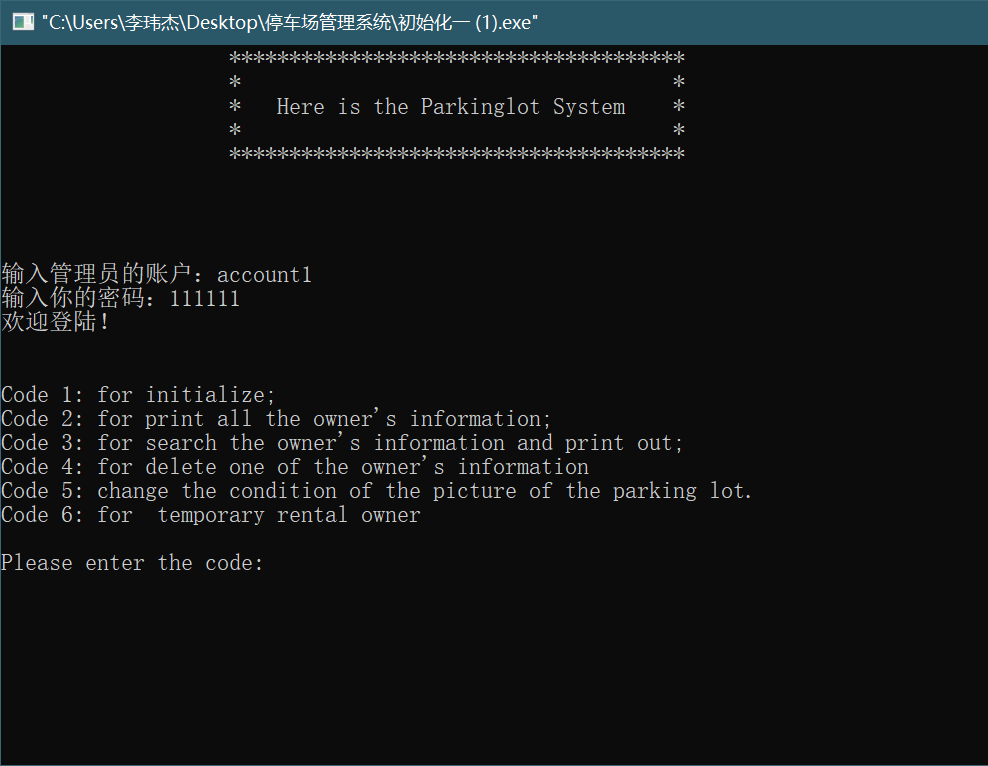 "C:\Users\李玮杰\Desktop\停车场管理系统\初始化一 (1).exe"
**************************************
*                                    *
*   Here is the Parkinglot System    *
*                                    *
**************************************
输入管理员的账户：account1
输入你的密码：111111
欢迎登陆！
Code 1: for initialize;
Code 2: for print all the owner's information;
Code 3: for search the owner's information and print out;
Code 4: for delete one of the owner's information
Code 5: change the condition of the picture of the parking lot.
Code 6: for  temporary rental owner
Please enter the code: